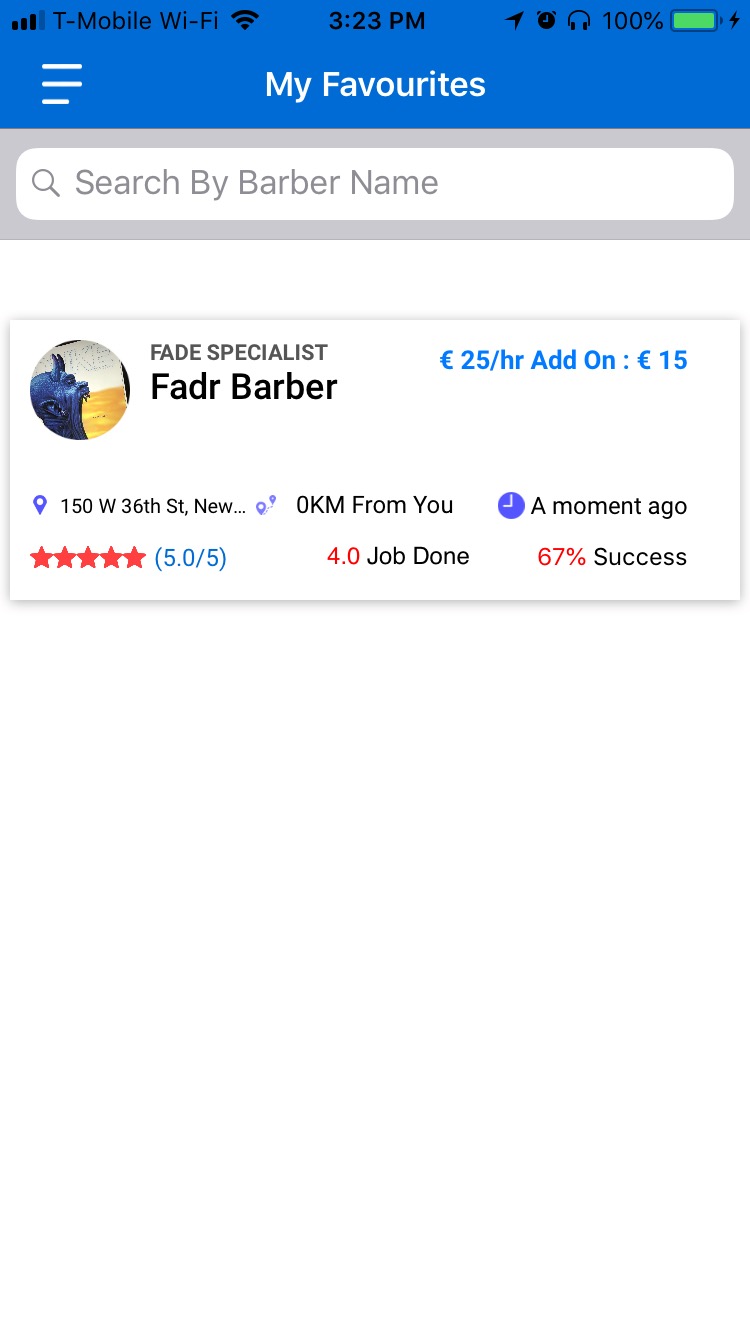 T-Mobile Wi-Fi 3:23 PM 100%
My Favourites
Search By Barber Name
FADE SPECIALIST
€ 25/hr Add On : € 15
Fadr Barber
150 W 36th St, New... 0KM From You A moment ago
(5.0/5) 4.0 Job Done 67% Success